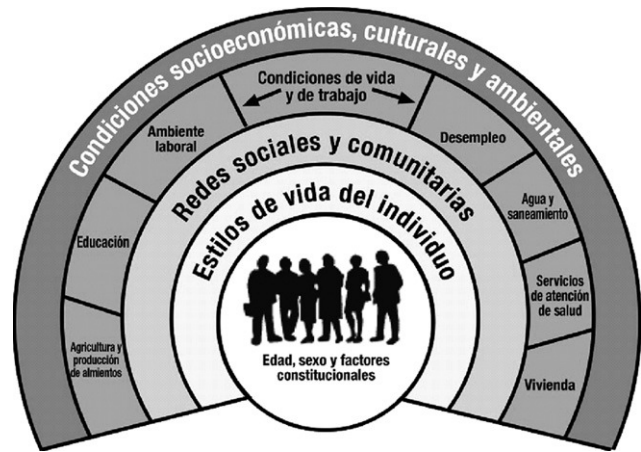 Condiciones socioeconómicas, culturales y ambientales
Condiciones de vida
y de trabajo
Ambiente
laboral
Desempleo
Redes sociales y comunitarias
Agua y
saneamiento
Educación
Estilos de vida del individuo
Servicios
de atención
de salud
Agricultura y
producción
de almientos
Edad, sexo y factores
constitucionales
Vivienda